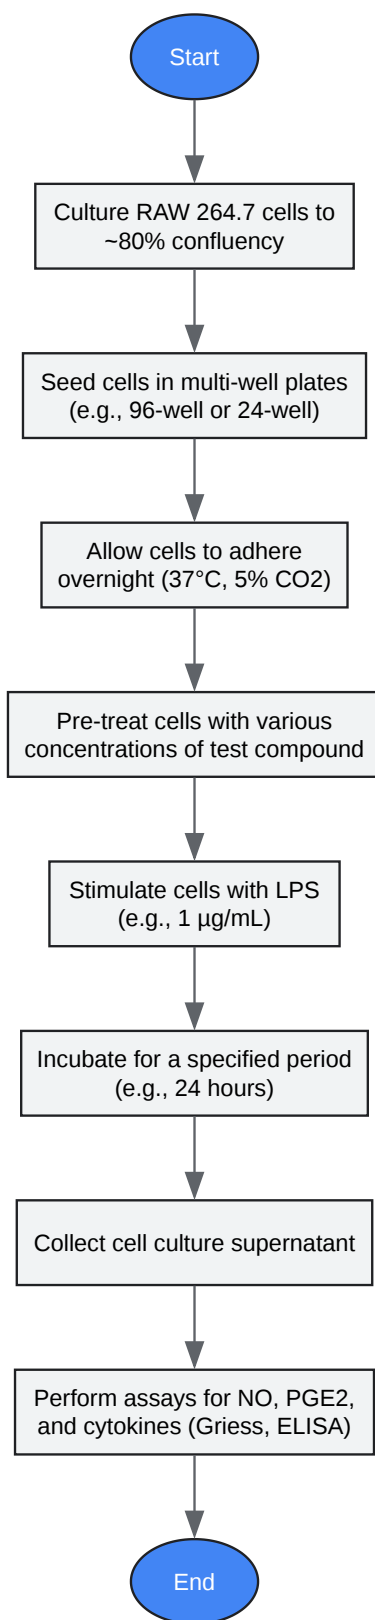 Start
Culture RAW 264.7 cells to
~80% confluency
Seed cells in multi-well plates
(e.g., 96-well or 24-well)
Allow cells to adhere
overnight (37°C, 5% CO2)
Pre-treat cells with various
concentrations of test compound
Stimulate cells with LPS
(e.g., 1 µg/mL)
Incubate for a specified period
(e.g., 24 hours)
Collect cell culture supernatant
Perform assays for NO, PGE2,
and cytokines (Griess, ELISA)
End